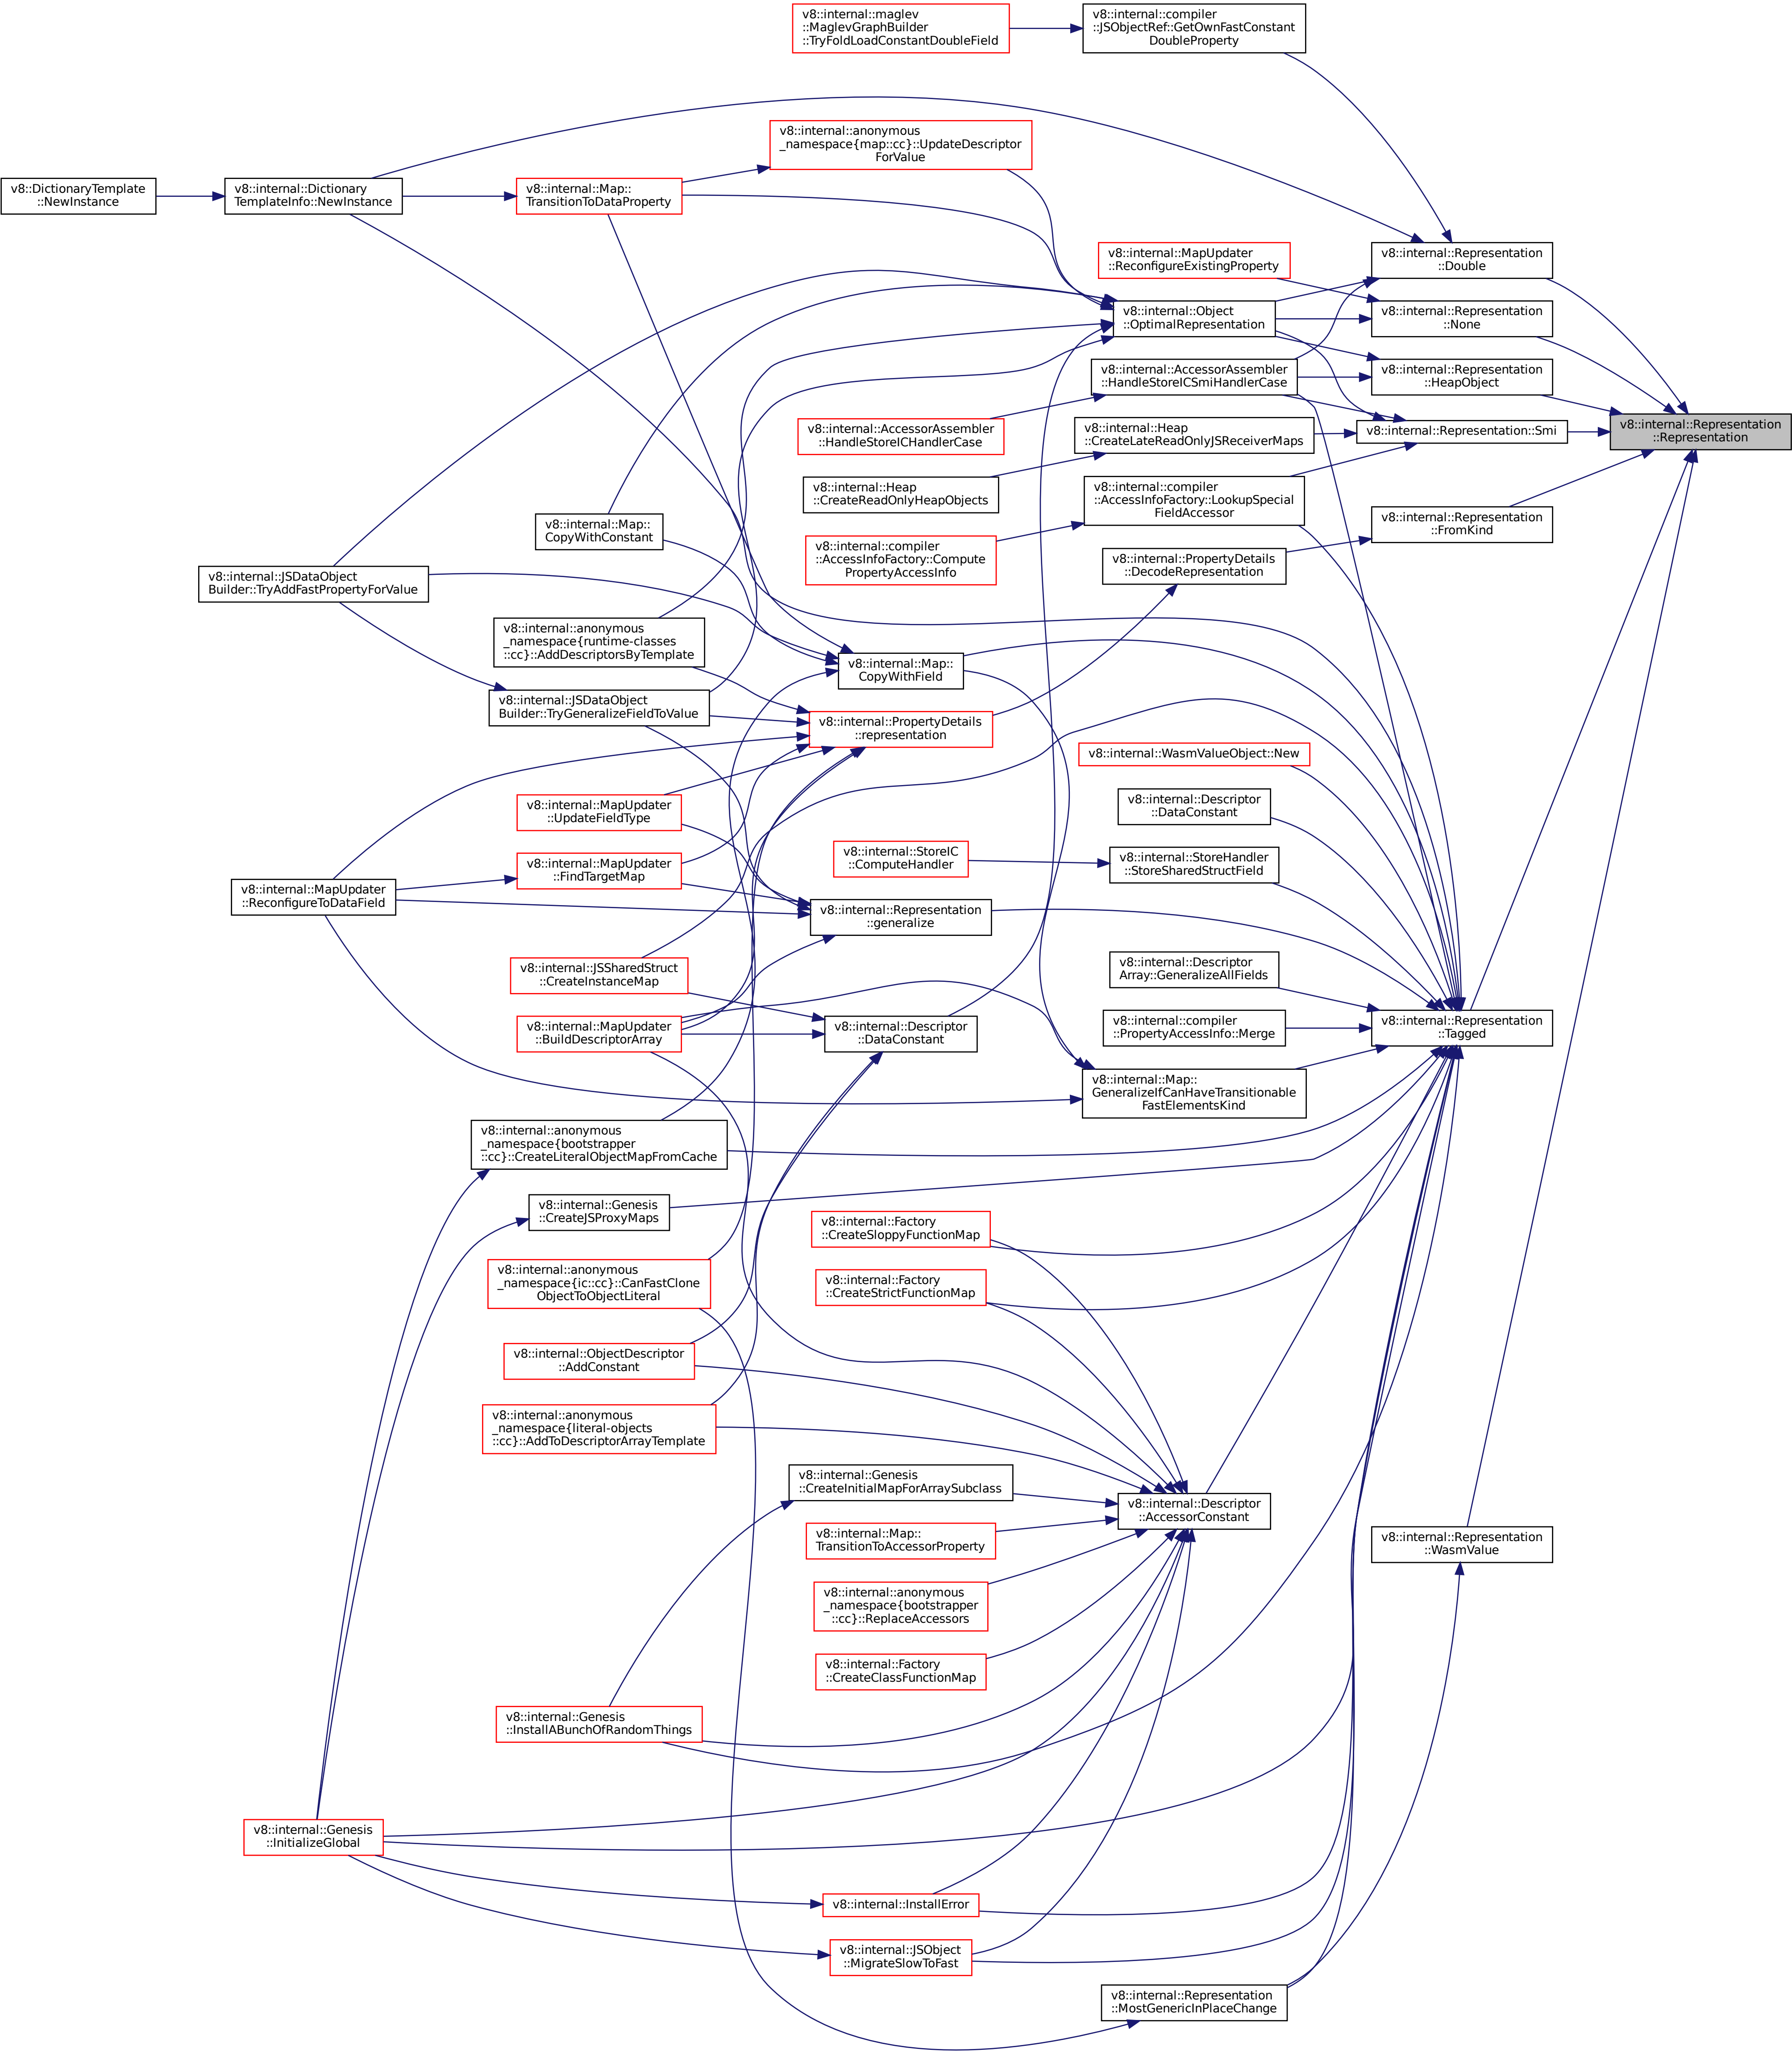 v8::internal::maglev
::MaglevGraphBuilder
::TryFoldLoadConstantDoubleField
v8::internal::compiler
::JSObjectRef::GetOwnFastConstant
DoubleProperty
v8::internal::anonymous
_namespace{map::cc}::UpdateDescriptor
ForValue
v8::DictionaryTemplate
::NewInstance
v8::internal::Dictionary
TemplateInfo::NewInstance
v8::internal::Map::
TransitionToDataProperty
v8::internal::MapUpdater
::ReconfigureExistingProperty
v8::internal::Representation
::Double
v8::internal::Object
::OptimalRepresentation
v8::internal::Representation
::None
v8::internal::AccessorAssembler
::HandleStoreICSmiHandlerCase
v8::internal::Representation
::HeapObject
v8::internal::AccessorAssembler
::HandleStoreICHandlerCase
v8::internal::Heap
::CreateLateReadOnlyJSReceiverMaps
v8::internal::Representation::Smi
v8::internal::Representation
::Representation
v8::internal::Heap
::CreateReadOnlyHeapObjects
v8::internal::compiler
::AccessInfoFactory::LookupSpecial
FieldAccessor
v8::internal::Map::
CopyWithConstant
v8::internal::Representation
::FromKind
v8::internal::compiler
::AccessInfoFactory::Compute
PropertyAccessInfo
v8::internal::PropertyDetails
::DecodeRepresentation
v8::internal::JSDataObject
Builder::TryAddFastPropertyForValue
v8::internal::anonymous
_namespace{runtime-classes
::cc}::AddDescriptorsByTemplate
v8::internal::Map::
CopyWithField
v8::internal::JSDataObject
Builder::TryGeneralizeFieldToValue
v8::internal::PropertyDetails
::representation
v8::internal::WasmValueObject::New
v8::internal::MapUpdater
::UpdateFieldType
v8::internal::Descriptor
::DataConstant
v8::internal::StoreIC
::ComputeHandler
v8::internal::StoreHandler
::StoreSharedStructField
v8::internal::MapUpdater
::FindTargetMap
v8::internal::MapUpdater
::ReconfigureToDataField
v8::internal::Representation
::generalize
v8::internal::JSSharedStruct
::CreateInstanceMap
v8::internal::Descriptor
Array::GeneralizeAllFields
v8::internal::MapUpdater
::BuildDescriptorArray
v8::internal::Descriptor
::DataConstant
v8::internal::compiler
::PropertyAccessInfo::Merge
v8::internal::Representation
::Tagged
v8::internal::Map::
GeneralizeIfCanHaveTransitionable
FastElementsKind
v8::internal::anonymous
_namespace{bootstrapper
::cc}::CreateLiteralObjectMapFromCache
v8::internal::Genesis
::CreateJSProxyMaps
v8::internal::Factory
::CreateSloppyFunctionMap
v8::internal::anonymous
_namespace{ic::cc}::CanFastClone
ObjectToObjectLiteral
v8::internal::Factory
::CreateStrictFunctionMap
v8::internal::ObjectDescriptor
::AddConstant
v8::internal::anonymous
_namespace{literal-objects
::cc}::AddToDescriptorArrayTemplate
v8::internal::Genesis
::CreateInitialMapForArraySubclass
v8::internal::Descriptor
::AccessorConstant
v8::internal::Map::
TransitionToAccessorProperty
v8::internal::Representation
::WasmValue
v8::internal::anonymous
_namespace{bootstrapper
::cc}::ReplaceAccessors
v8::internal::Factory
::CreateClassFunctionMap
v8::internal::Genesis
::InstallABunchOfRandomThings
v8::internal::Genesis
::InitializeGlobal
v8::internal::InstallError
v8::internal::JSObject
::MigrateSlowToFast
v8::internal::Representation
::MostGenericInPlaceChange